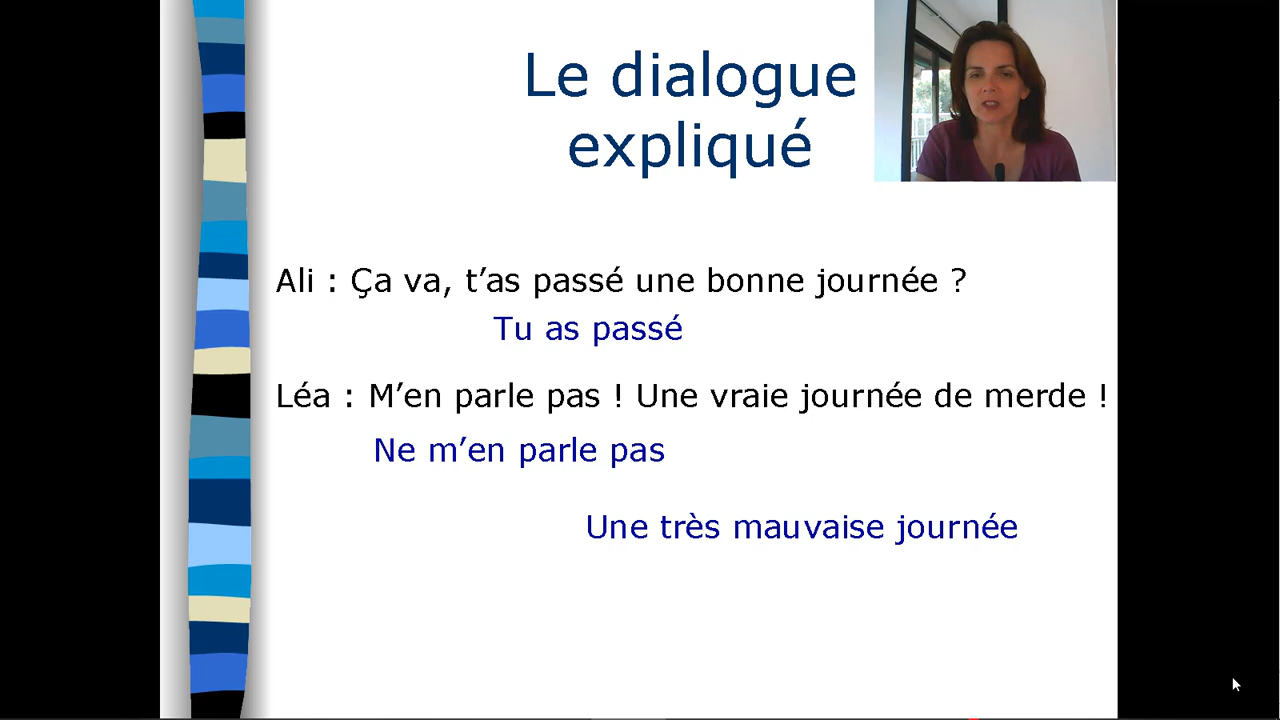 Le dialogue
expliqué
Ali : Ça va, t’as passé une bonne journée ?
Tu as passé
Léa : M’en parle pas ! Une vraie journée de merde !
Ne m’en parle pas
Une très mauvaise journée